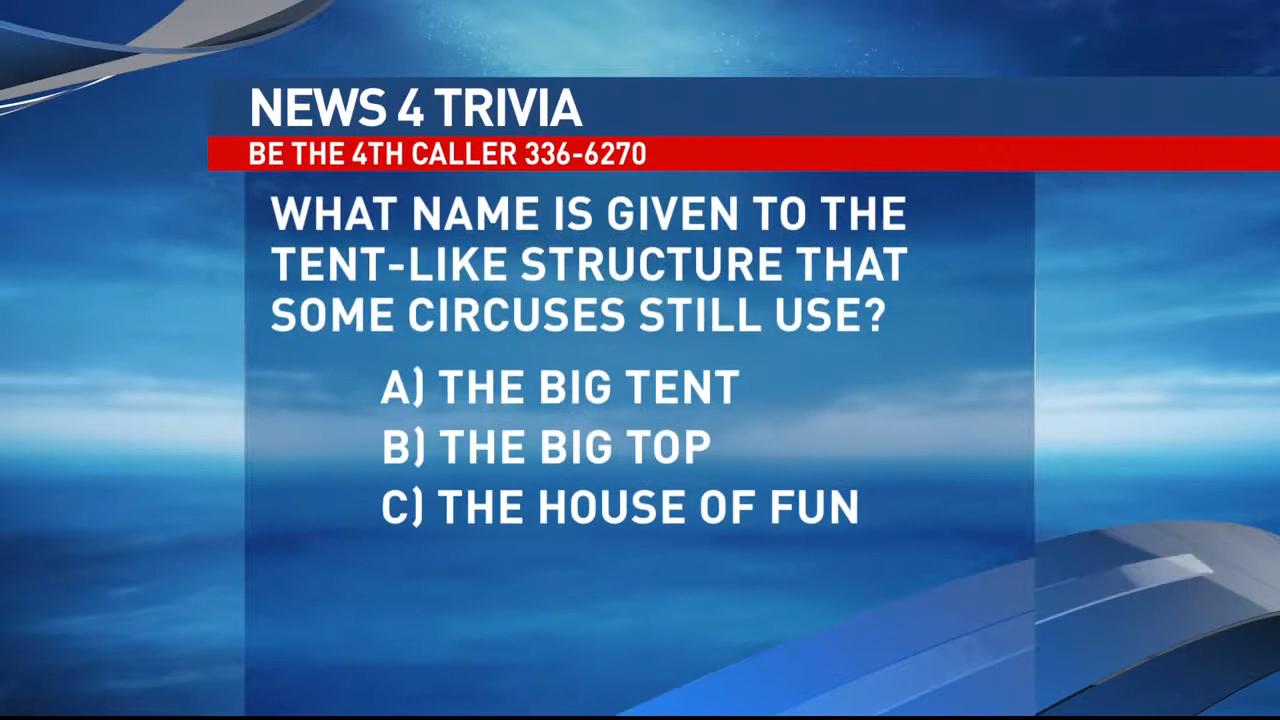 NEWS 4 TRIVIA
BE THE 4TH CALLER 336-6270
WHAT NAME IS GIVEN TO THE
TENT-LIKE STRUCTURE THAT
SOME CIRCUSES STILL USE?
A) THE BIG TENT
B) THE BIG TOP
C) THE HOUSE OF FUN